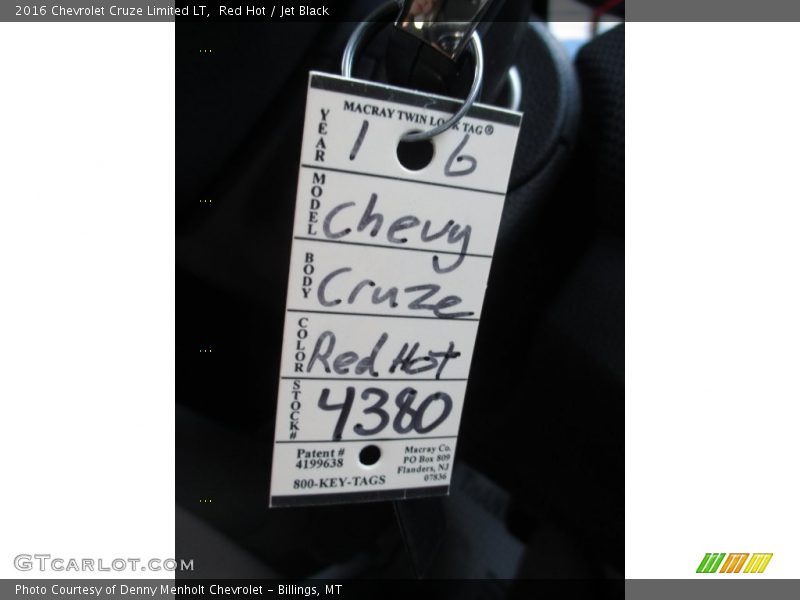 2016 Chevrolet Cruze Limited LT, Red Hot / Jet Black
MACRAY TWIN LOCK TAG®
YEAR 1 6
MODEL Chevy
BODY Cruze
COLOR Red Hot
STOCK# 4380
Patent #
4199638
800-KEY-TAGS
Macray Co.
PO Box 809
Flanders, NJ
07836
GTcarlot.com
Photo Courtesy of Denny Menholt Chevrolet - Billings, MT